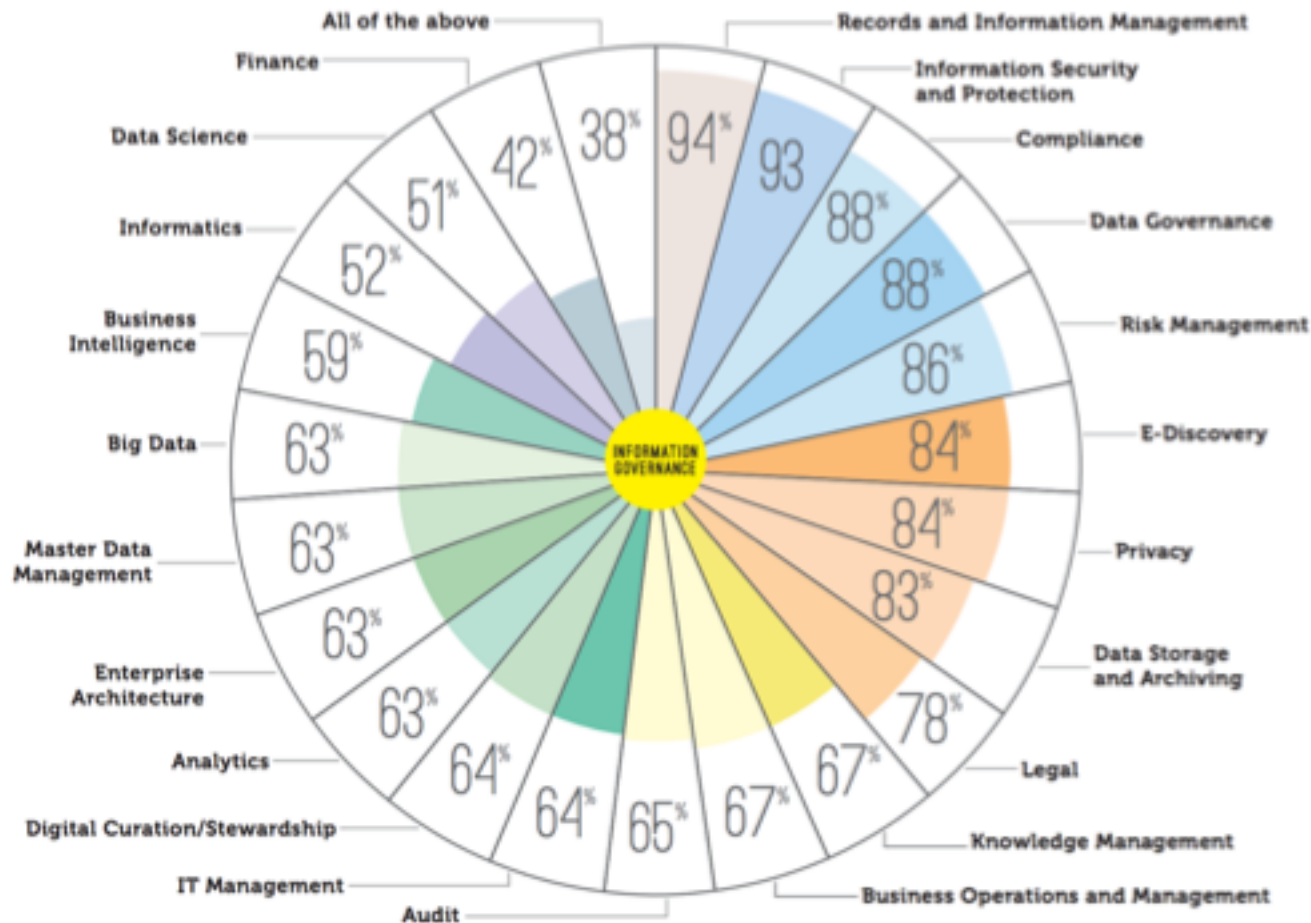 All of the above
Records and Information Management
Finance
Information Security
and Protection
Data Science
Compliance
Informatics
Data Governance
Business
Intelligence
Risk Management
Big Data
E-Discovery
Master Data
Management
Privacy
Enterprise
Architecture
Data Storage
and Archiving
Analytics
Legal
Digital Curation/Stewardship
Knowledge Management
IT Management
Business Operations and Management
Audit
94%
93
88%
88%
86%
84%
84%
83%
78%
67%
67%
65%
64%
64%
63%
63%
63%
63%
59%
52%
51%
42%
38%
INFORMATION
GOVERNANCE